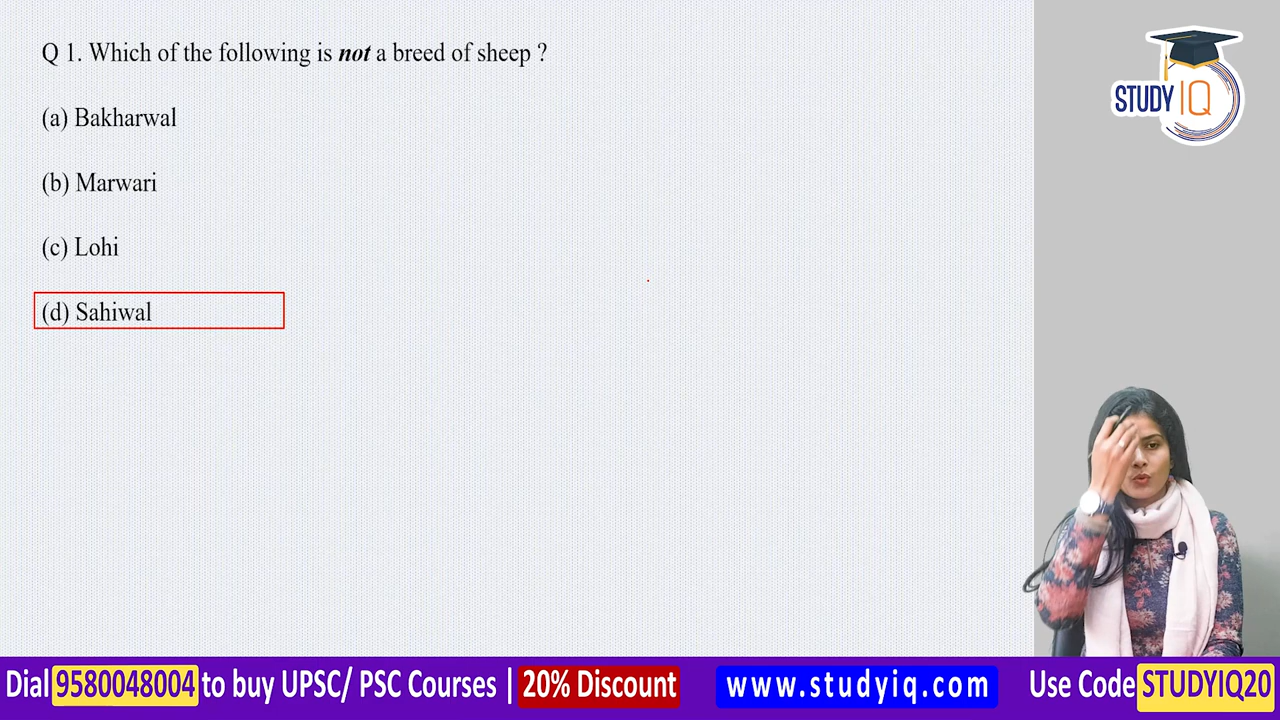 Q 1. Which of the following is not a breed of sheep ?
(a) Bakharwal
(b) Marwari
(c) Lohi
(d) Sahiwal
STUDY IQ
Dial 9580048004 to buy UPSC/ PSC Courses | 20% Discount www.studyiq.com Use Code STUDYIQ20